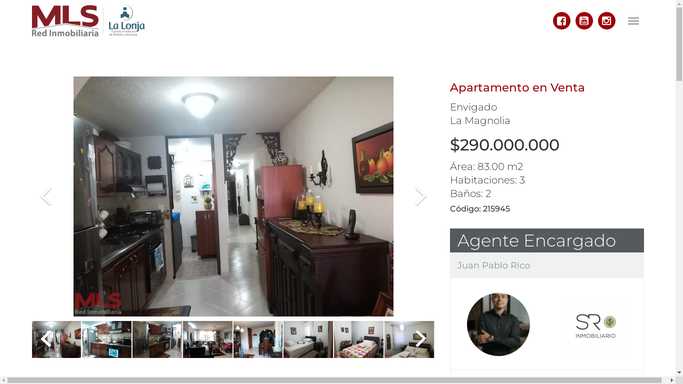 MLS
Red Inmobiliaria
La Lonja
Apartamento en Venta
Envigado
La Magnolia
$290.000.000
Área: 83.00 m2
Habitaciones: 3
Baños: 2
Código: 215945
MLS
Red Inmobiliaria
Agente Encargado
Juan Pablo Rico
SR
INMOBILIARIO